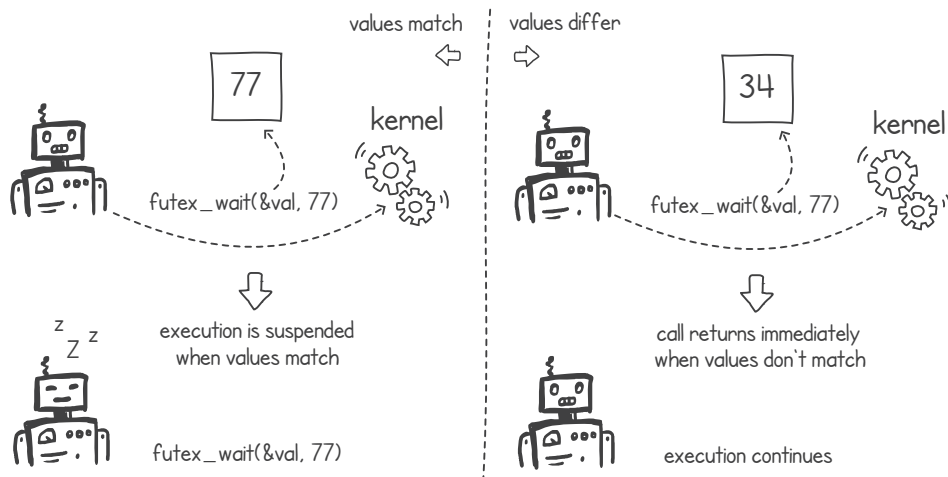 values match
values differ
77
kernel
futex_wait(&val, 77)
execution is suspended
when values match
z
z
Z
futex_wait(&val, 77)
34
kernel
futex_wait(&val, 77)
call returns immediately
when values don't match
execution continues